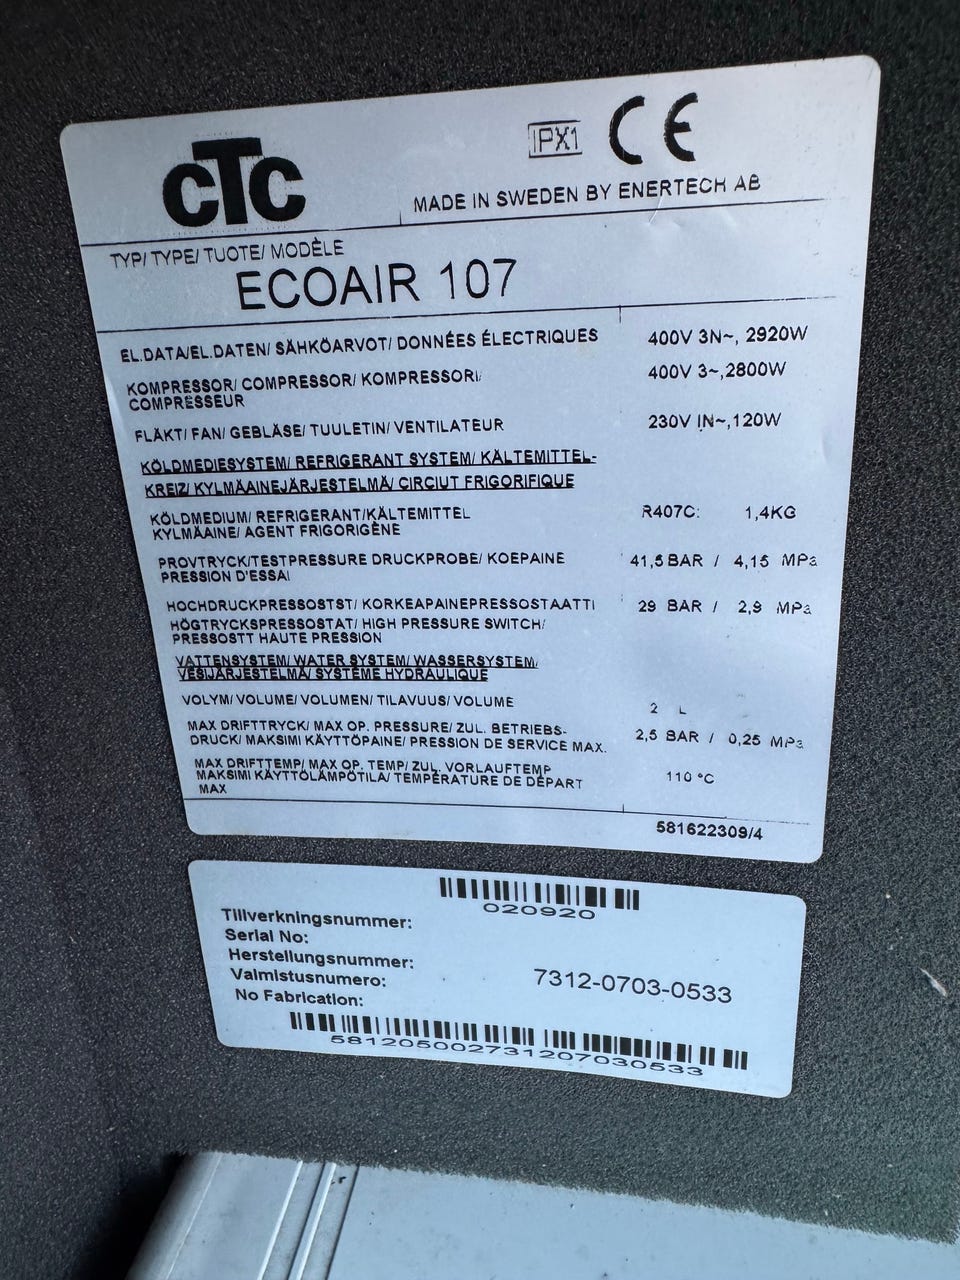 CTC
IPX1 CE
MADE IN SWEDEN BY ENERTECH AB
TYP/ TYPE/ TUOTE/ MODÈLE
ECOAIR 107
EL.DATA/EL.DATEN/ SÄHKÖARVOT/ DONNÉES ÉLECTRIQUES 400V 3N~, 2920W
KOMPRESSOR/ COMPRESSOR/ KOMPRESSORI/ 400V 3~,2800W
COMPRESSEUR
FLÄKT/ FAN/ GEBLÄSE/ TUULETIN/ VENTILATEUR 230V IN~,120W
KÖLDMEDIESYSTEM/ REFRIGERANT SYSTEM/ KÄLTEMITTEL-
KREIZ/ KYLMÄAINEJÄRJESTELMÄ/ CIRCIUT FRIGORIFIQUE
KÖLDMEDIUM/ REFRIGERANT/KÄLTEMITTEL R407C: 1,4KG
KYLMÄAINE/ AGENT FRIGORIGÈNE
PROVTRYCK/TESTPRESSURE DRUCKPROBE/ KOEPAINE 41,5 BAR / 4,15 MPa
PRESSION D'ESSAI
HOCHDRUCKPRESSOSTST/ KORKEAPAINEPRESSOSTAATTI 29 BAR / 2,9 MPa
HÖGTRYCKSPRESSOSTAT/ HIGH PRESSURE SWITCH/
PRESSOSTT HAUTE PRESSION
VATTENSYSTEM/ WATER SYSTEM/ WASSERSYSTEM/
VESIJÄRJESTELMÄ/ SYSTÈME HYDRAULIQUE
VOLYM/ VOLUME/ VOLUMEN/ TILAVUUS/ VOLUME 2 L
MAX DRIFTTRYCK/ MAX OP. PRESSURE/ ZUL. BETRIEBS- 2,5 BAR / 0,25 MPa
DRUCK/ MAKSIMI KÄYTTÖPAINE/ PRESSION DE SERVICE MAX.
MAX DRIFTTEMP/ MAX OP. TEMP/ ZUL. VORLAUFTEMP 110 °C
MAKSIMI KÄYTTÖLÄMPÖTILA/ TEMPÉRATURE DE DÉPART
MAX
581622309/4
020920
Tillverkningsnummer:
Serial No:
Herstellungsnummer:
Valmistusnumero: 7312-0703-0533
No Fabrication:
5812050027312070​30533